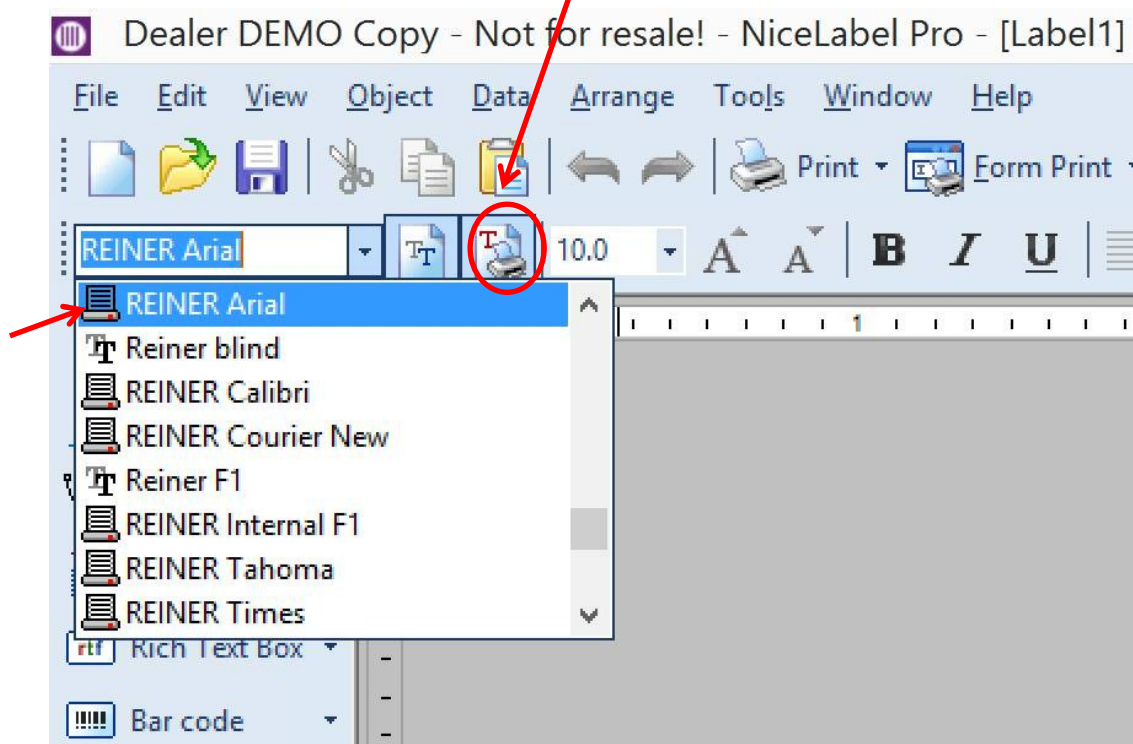 Dealer DEMO Copy - Not for resale! - NiceLabel Pro - [Label1]
File Edit View Object Data Arrange Tools Window Help
Print Form Print
REINER Arial 10.0 A A B I U
REINER Arial
1
Reiner blind
REINER Calibri
REINER Courier New
Reiner F1
REINER Internal F1
REINER Tahoma
REINER Times
rtf Rich Text Box
Bar code